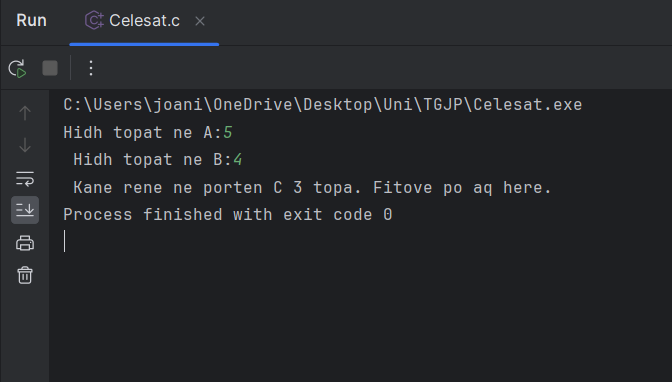 Run
Celesat.c
C:\Users\joani\OneDrive\Desktop\Uni\TGJP\Celesat.exe
Hidh topat ne A:5
Hidh topat ne B:4
Kane rene ne porten C 3 topa. Fitove po aq here.
Process finished with exit code 0